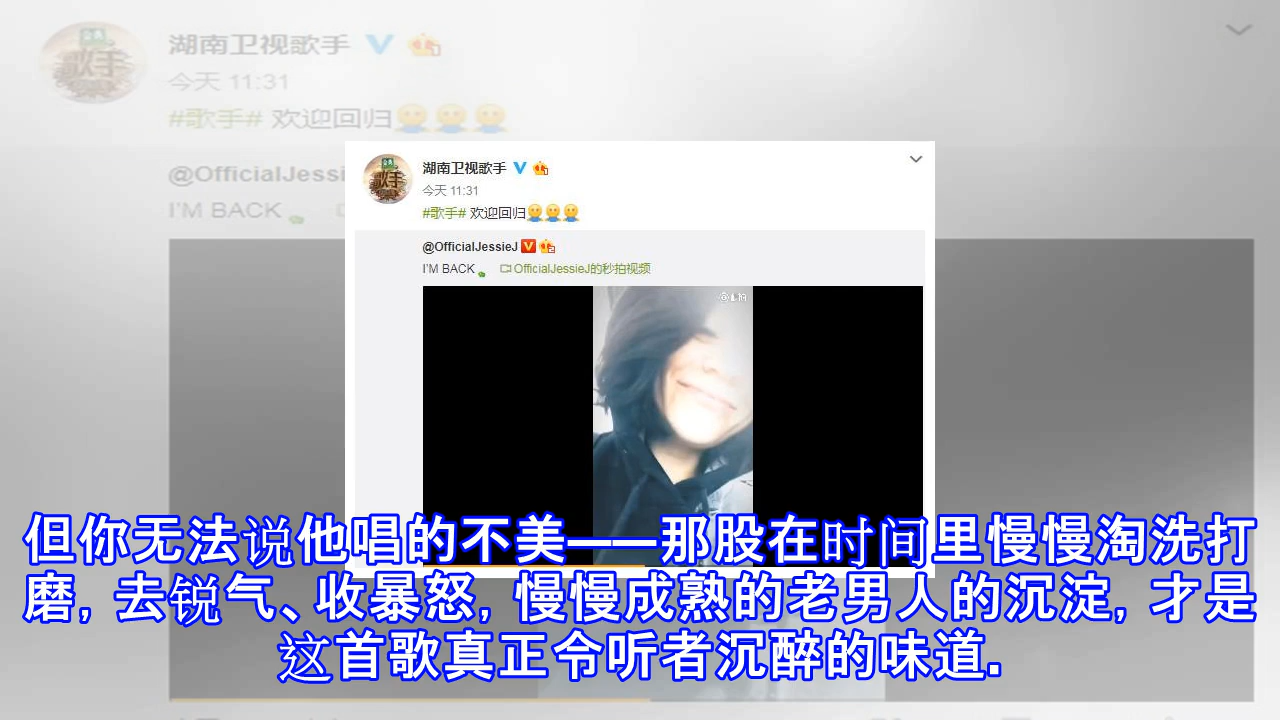 湖南卫视歌手
今天 11:31
#歌手# 欢迎回归
@OfficialJessi
I'M BACK
湖南卫视歌手
今天 11:31
#歌手# 欢迎回归
@OfficialJessieJ
I'M BACK OfficialJessieJ的秒拍视频
但你无法说他唱的不美——那股在时间里慢慢淘洗打
磨, 去锐气、收暴怒, 慢慢成熟的老男人的沉淀, 才是
这首歌真正令听者沉醉的味道.